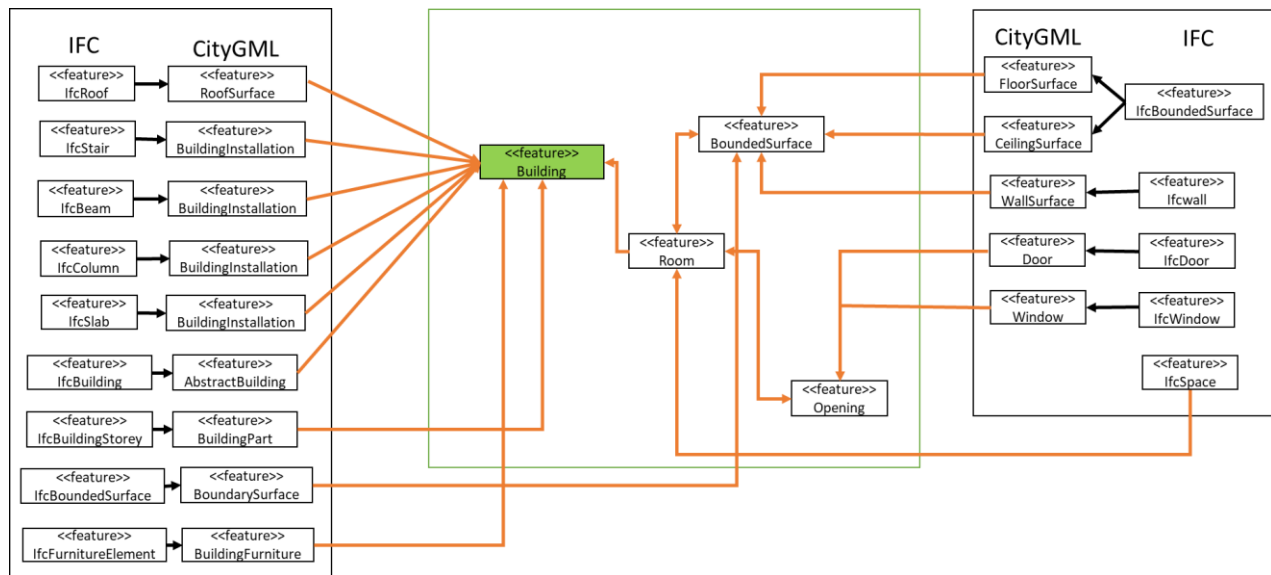 IFC
CityGML
<<feature>>
IfcRoof
<<feature>>
RoofSurface
<<feature>>
IfcStair
<<feature>>
BuildingInstallation
<<feature>>
IfcBeam
<<feature>>
BuildingInstallation
<<feature>>
IfcColumn
<<feature>>
BuildingInstallation
<<feature>>
IfcSlab
<<feature>>
BuildingInstallation
<<feature>>
IfcBuilding
<<feature>>
AbstractBuilding
<<feature>>
IfcBuildingStorey
<<feature>>
BuildingPart
<<feature>>
IfcBoundedSurface
<<feature>>
BoundarySurface
<<feature>>
IfcFurnitureElement
<<feature>>
BuildingFurniture
<<feature>>
Building
<<feature>>
BoundedSurface
<<feature>>
Room
<<feature>>
Opening
CityGML
IFC
<<feature>>
FloorSurface
<<feature>>
IfcBoundedSurface
<<feature>>
CeilingSurface
<<feature>>
WallSurface
<<feature>>
Ifcwall
<<feature>>
Door
<<feature>>
IfcDoor
<<feature>>
Window
<<feature>>
IfcWindow
<<feature>>
IfcSpace